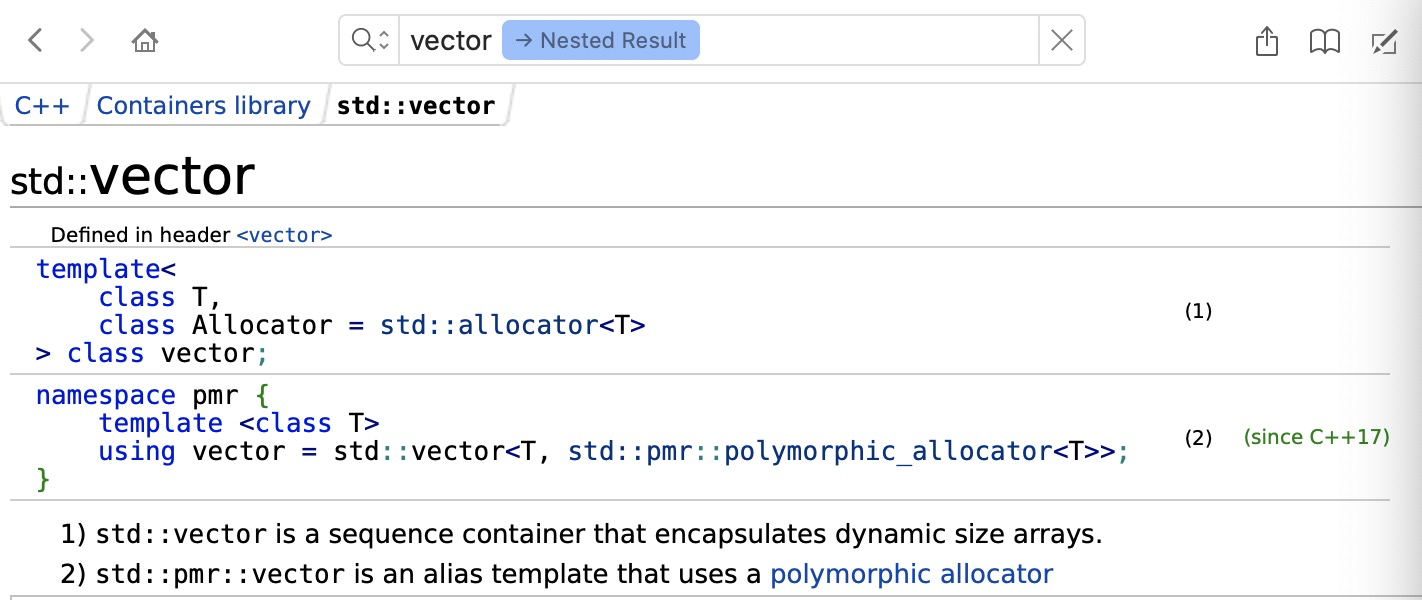 vector → Nested Result
C++ Containers library std::vector
std::vector
Defined in header <vector>
template<
    class T,
    class Allocator = std::allocator<T>
> class vector;
(1)
namespace pmr {
    template <class T>
    using vector = std::vector<T, std::pmr::polymorphic_allocator<T>>;
}
(2) (since C++17)
1) std::vector is a sequence container that encapsulates dynamic size arrays.
2) std::pmr::vector is an alias template that uses a polymorphic allocator